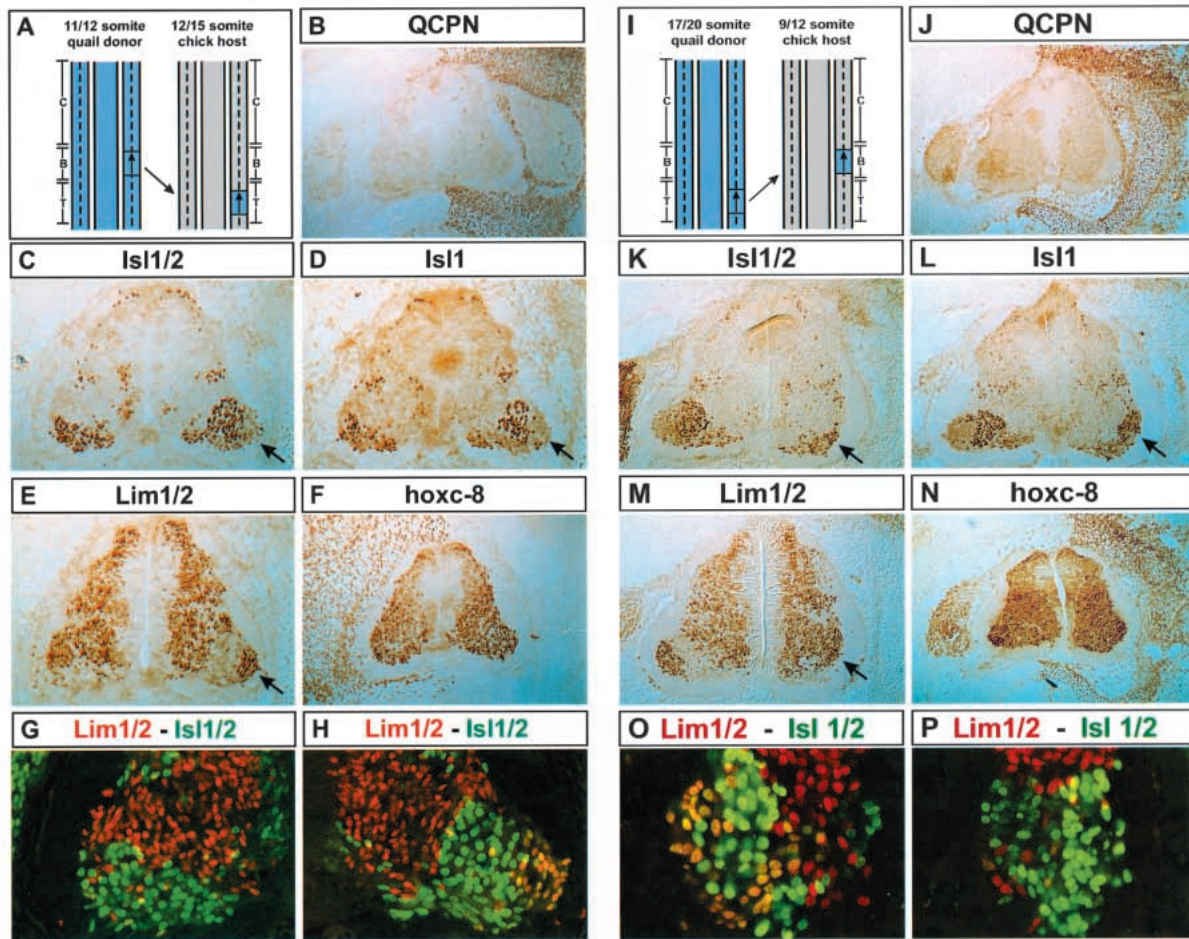 A
11/12 somite
quail donor
12/15 somite
chick host
C
B
T
C
B
T
B
QCPN
I
17/20 somite
quail donor
9/12 somite
chick host
C
B
T
C
B
T
J
QCPN
C
Isl1/2
D
Isl1
K
Isl1/2
L
Isl1
E
Lim1/2
F
hoxc-8
M
Lim1/2
N
hoxc-8
G
Lim1/2 - Isl1/2
H
Lim1/2 - Isl1/2
O
Lim1/2 - Isl 1/2
P
Lim1/2 - Isl 1/2